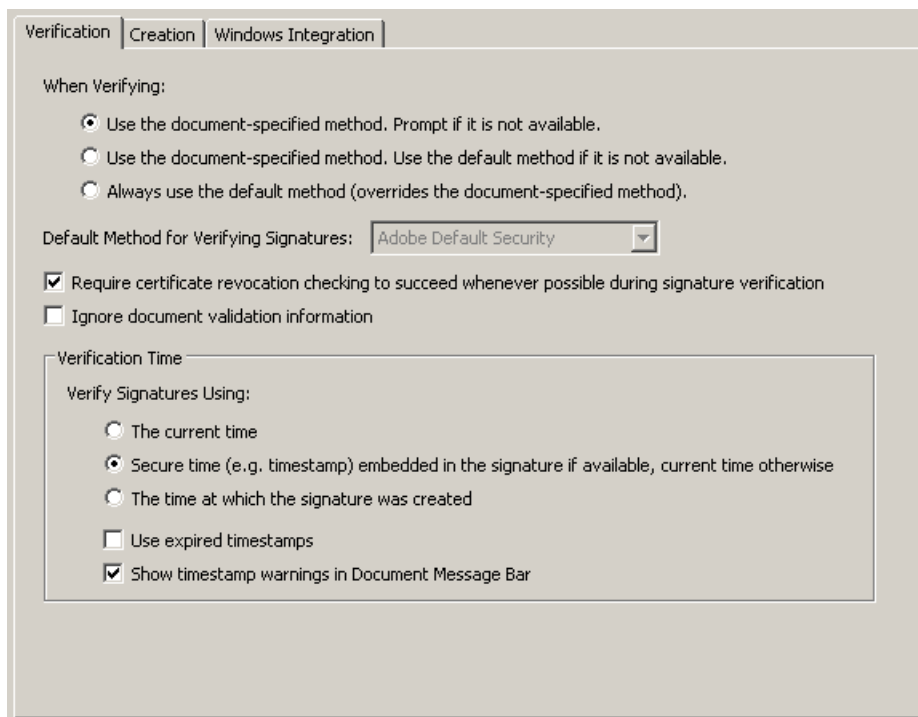 Verification Creation Windows Integration
When Verifying:
Use the document-specified method. Prompt if it is not available.
Use the document-specified method. Use the default method if it is not available.
Always use the default method (overrides the document-specified method).
Default Method for Verifying Signatures: Adobe Default Security
Require certificate revocation checking to succeed whenever possible during signature verification
Ignore document validation information
Verification Time
Verify Signatures Using:
The current time
Secure time (e.g. timestamp) embedded in the signature if available, current time otherwise
The time at which the signature was created
Use expired timestamps
Show timestamp warnings in Document Message Bar